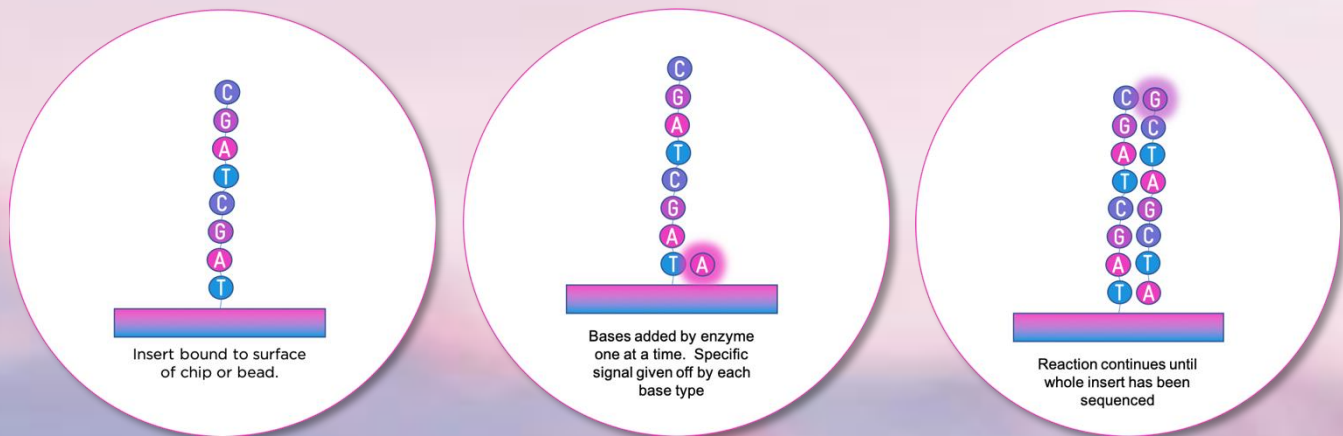 C
G
A
T
C
G
A
T
Insert bound to surface
of chip or bead.
C
G
A
T
C
G
A
T A
Bases added by enzyme
one at a time. Specific
signal given off by each
base type
C G
G C
A T
T A
C G
G C
A T
T A
Reaction continues until
whole insert has been
sequenced